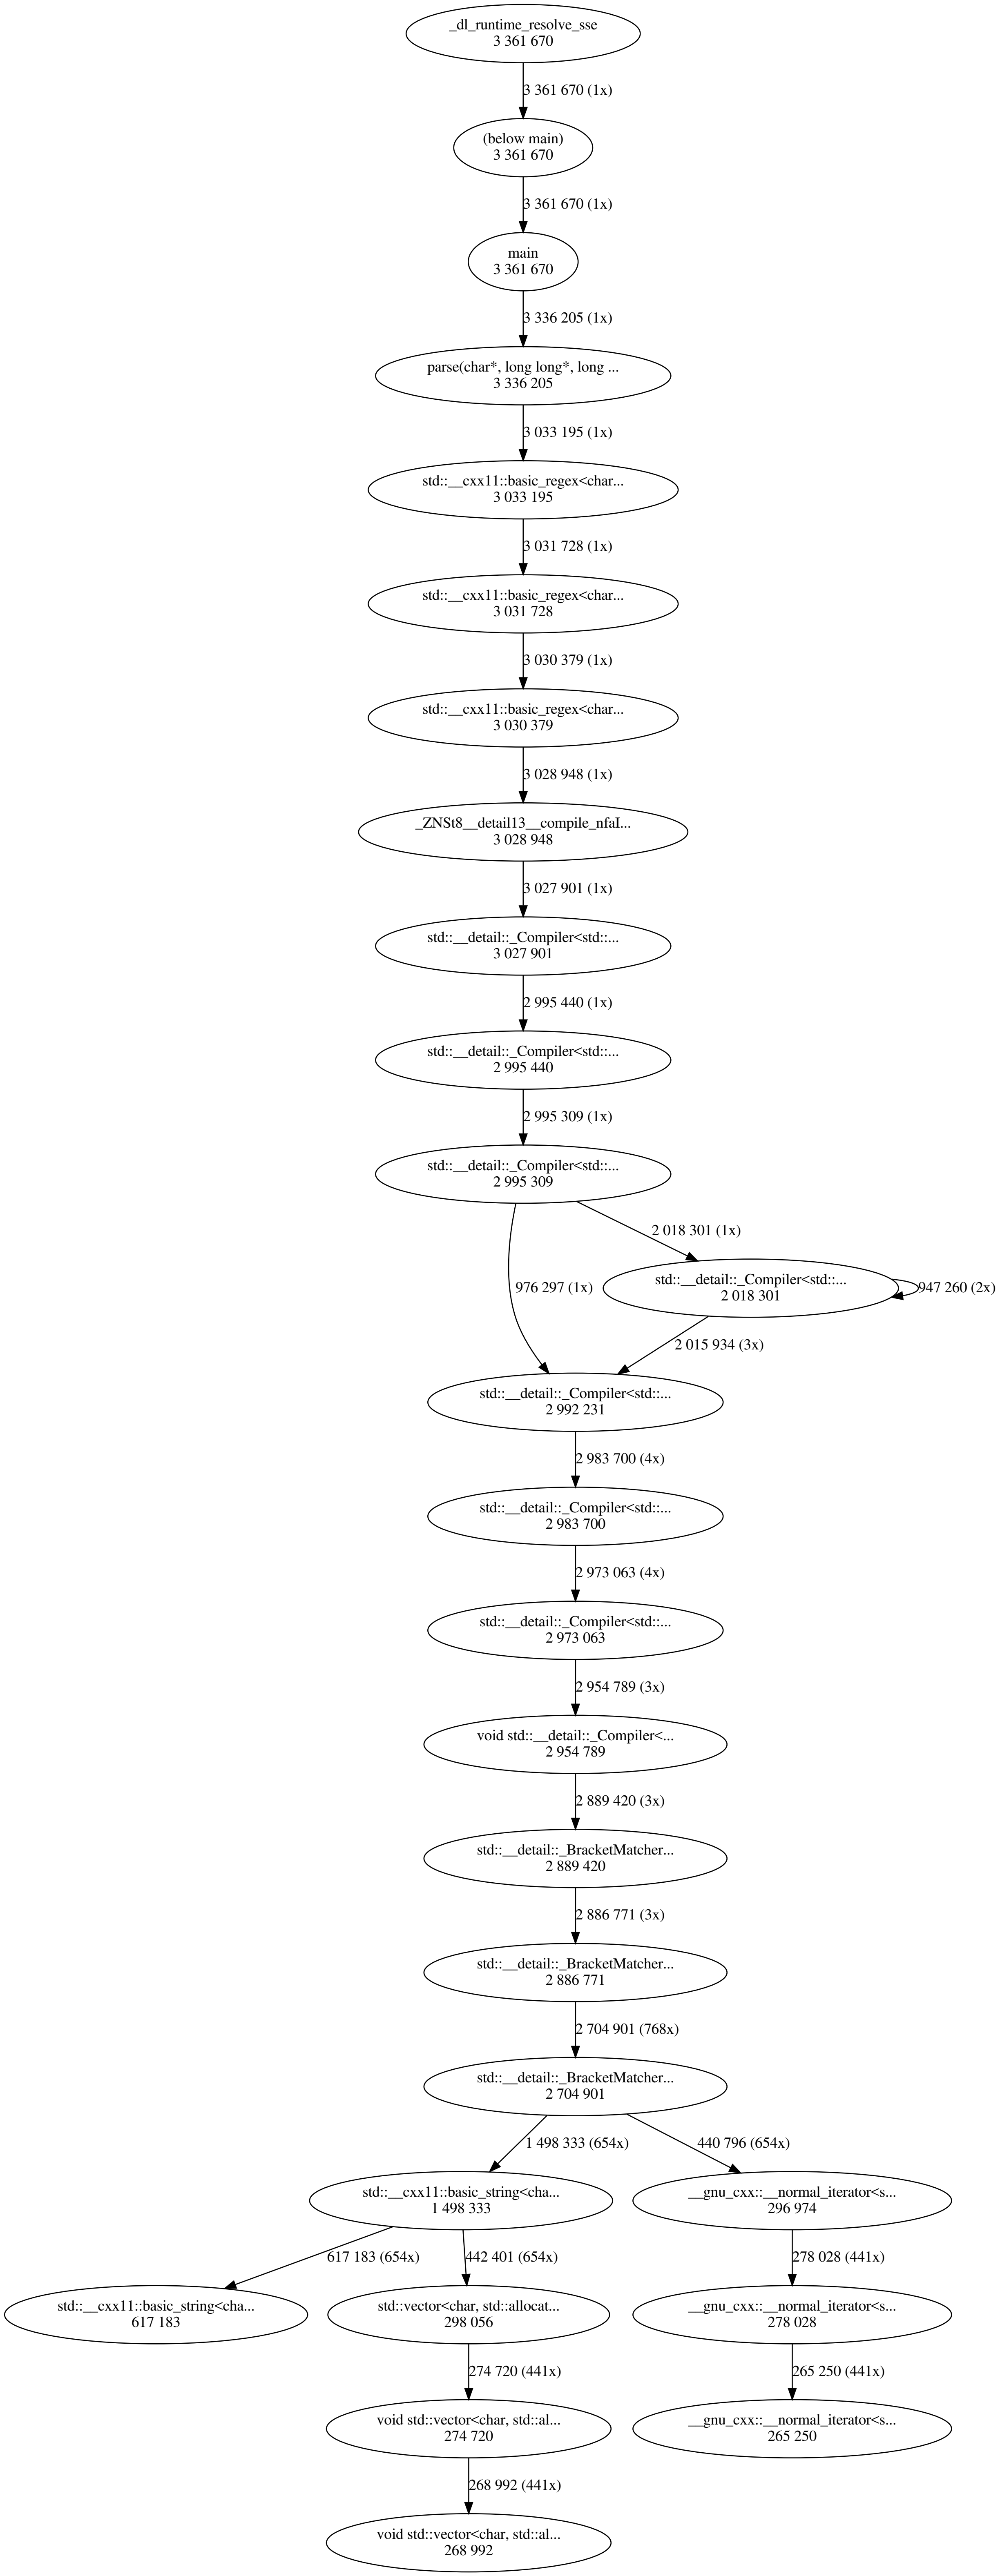 _dl_runtime_resolve_sse
3 361 670
3 361 670 (1x)
(below main)
3 361 670
3 361 670 (1x)
main
3 361 670
3 336 205 (1x)
parse(char*, long long*, long ...
3 336 205
3 033 195 (1x)
std::__cxx11::basic_regex<char...
3 033 195
3 031 728 (1x)
std::__cxx11::basic_regex<char...
3 031 728
3 030 379 (1x)
std::__cxx11::basic_regex<char...
3 030 379
3 028 948 (1x)
_ZNSt8__detail13__compile_nfaI...
3 028 948
3 027 901 (1x)
std::__detail::_Compiler<std::...
3 027 901
2 995 440 (1x)
std::__detail::_Compiler<std::...
2 995 440
2 995 309 (1x)
std::__detail::_Compiler<std::...
2 995 309
2 018 301 (1x)
976 297 (1x)
std::__detail::_Compiler<std::...
2 018 301
947 260 (2x)
2 015 934 (3x)
std::__detail::_Compiler<std::...
2 992 231
2 983 700 (4x)
std::__detail::_Compiler<std::...
2 983 700
2 973 063 (4x)
std::__detail::_Compiler<std::...
2 973 063
2 954 789 (3x)
void std::__detail::_Compiler<...
2 954 789
2 889 420 (3x)
std::__detail::_BracketMatcher...
2 889 420
2 886 771 (3x)
std::__detail::_BracketMatcher...
2 886 771
2 704 901 (768x)
std::__detail::_BracketMatcher...
2 704 901
1 498 333 (654x)
440 796 (654x)
std::__cxx11::basic_string<cha...
1 498 333
__gnu_cxx::__normal_iterator<s...
296 974
617 183 (654x)
442 401 (654x)
278 028 (441x)
std::__cxx11::basic_string<cha...
617 183
std::vector<char, std::allocat...
298 056
__gnu_cxx::__normal_iterator<s...
278 028
274 720 (441x)
265 250 (441x)
void std::vector<char, std::al...
274 720
__gnu_cxx::__normal_iterator<s...
265 250
268 992 (441x)
void std::vector<char, std::al...
268 992